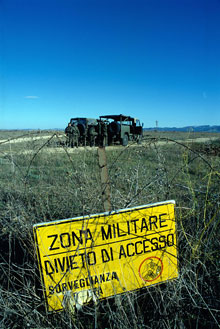 ZONA MILITARE
DIVIETO DI ACCESSO
SORVEGLIANZA